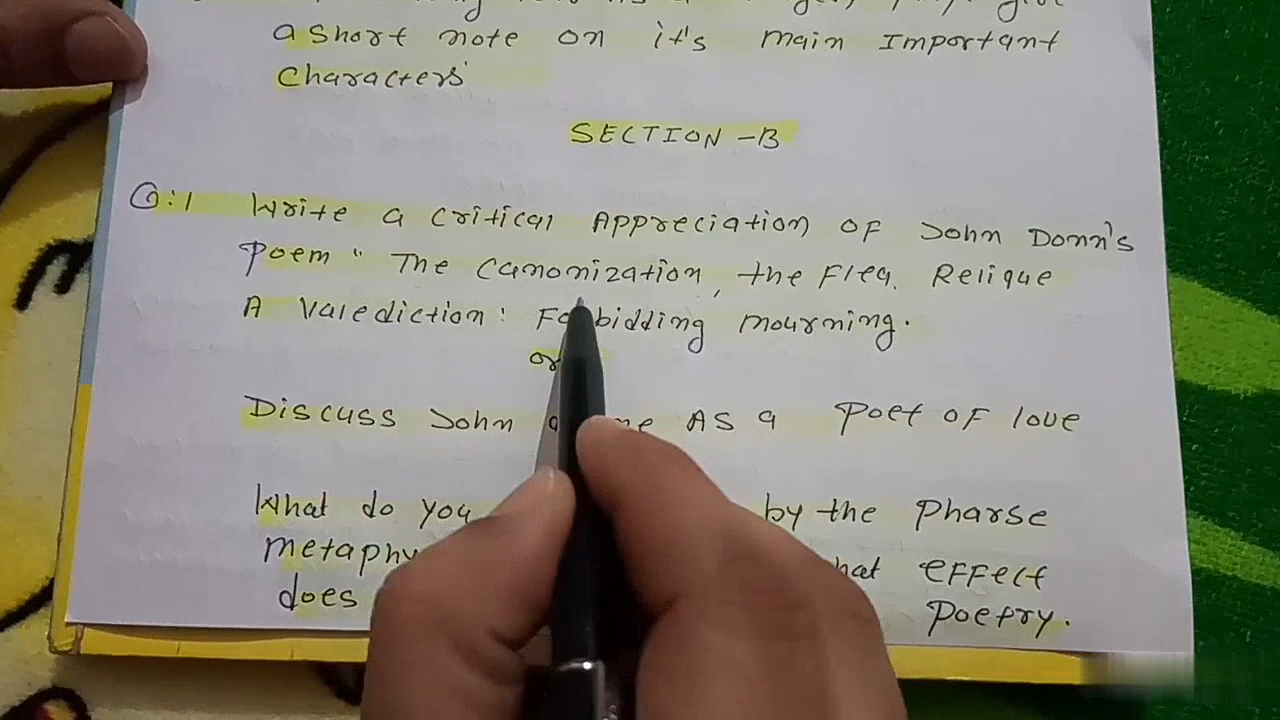 a short note on it's main Important
Characters
SECTION - B
Q:1 Write a critical Appreciation OF John Donn's
Poem " The Canonization, the Flea. Relique
A Valediction: Forbidding mourning.
or
Discuss John As a Poet OF love
What do you by the Pharse
metaphy hat EFFect
does Poetry.